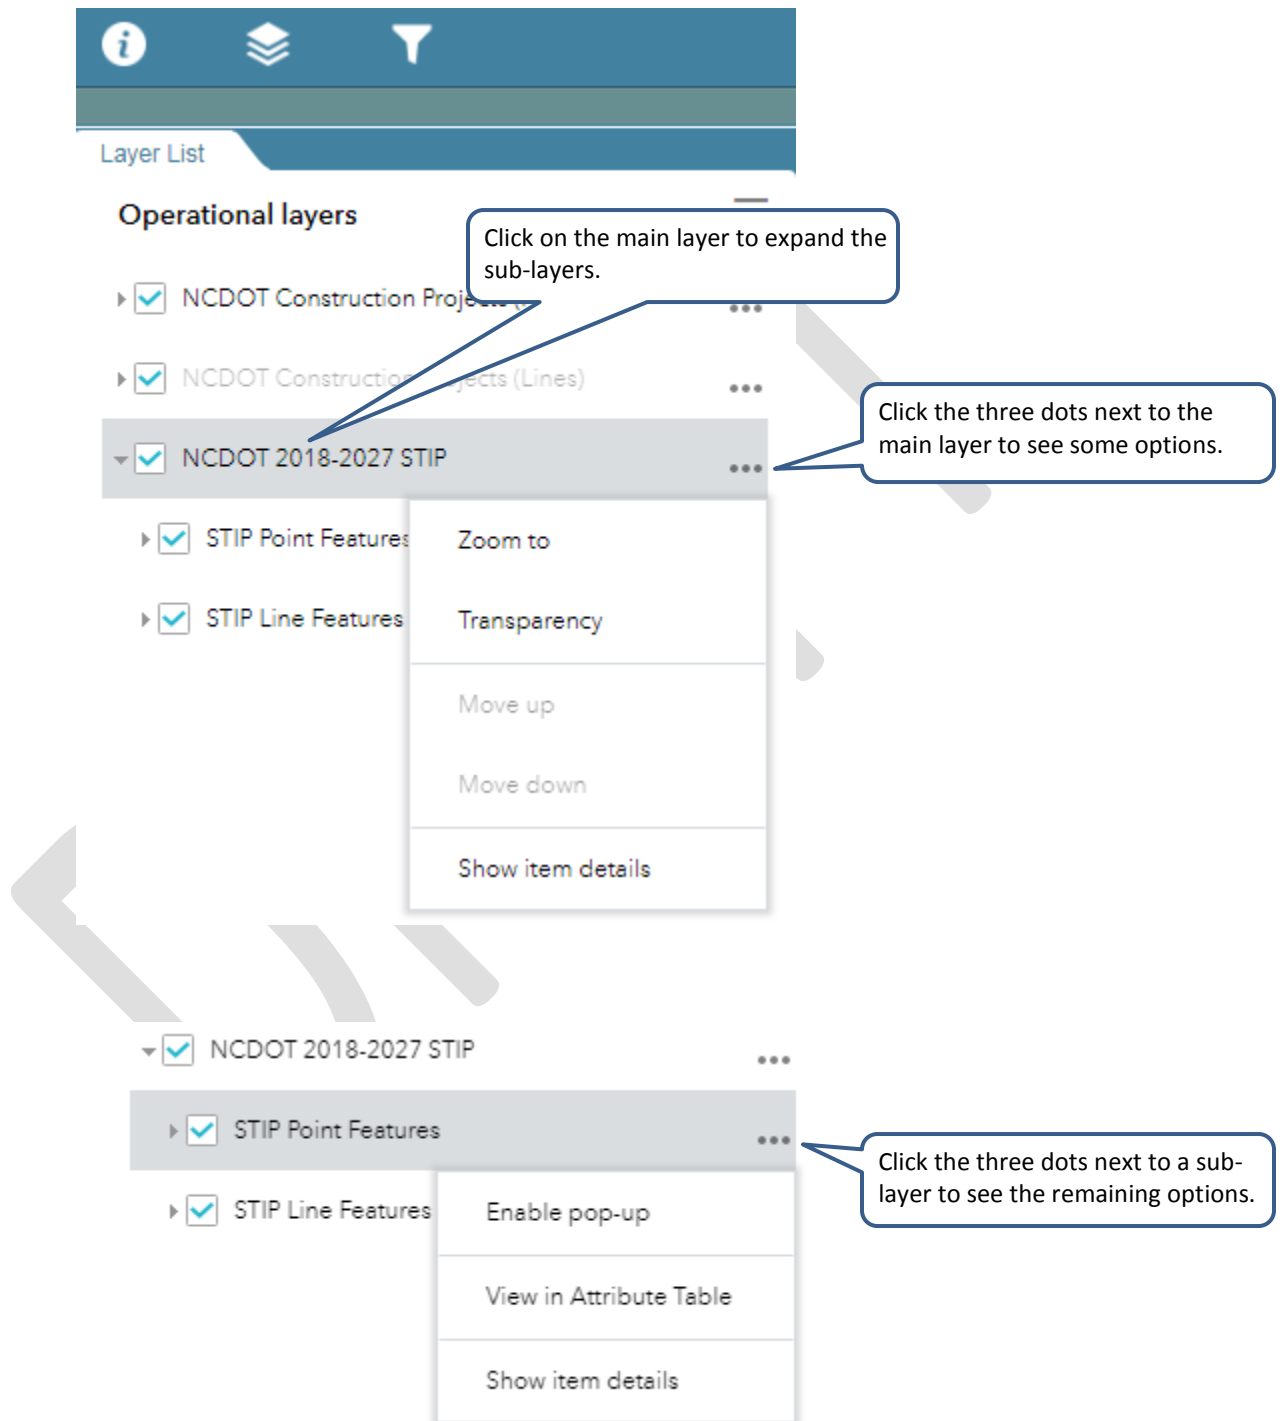 i
Layer List
Operational layers
Click on the main layer to expand the
sub-layers.
NCDOT Construction Projects (
NCDOT Construction Projects (Lines)
Click the three dots next to the
main layer to see some options.
NCDOT 2018-2027 STIP
STIP Point Features
Zoom to
STIP Line Features
Transparency
Move up
Move down
Show item details
NCDOT 2018-2027 STIP
STIP Point Features
Click the three dots next to a sub-
layer to see the remaining options.
STIP Line Features
Enable pop-up
View in Attribute Table
Show item details